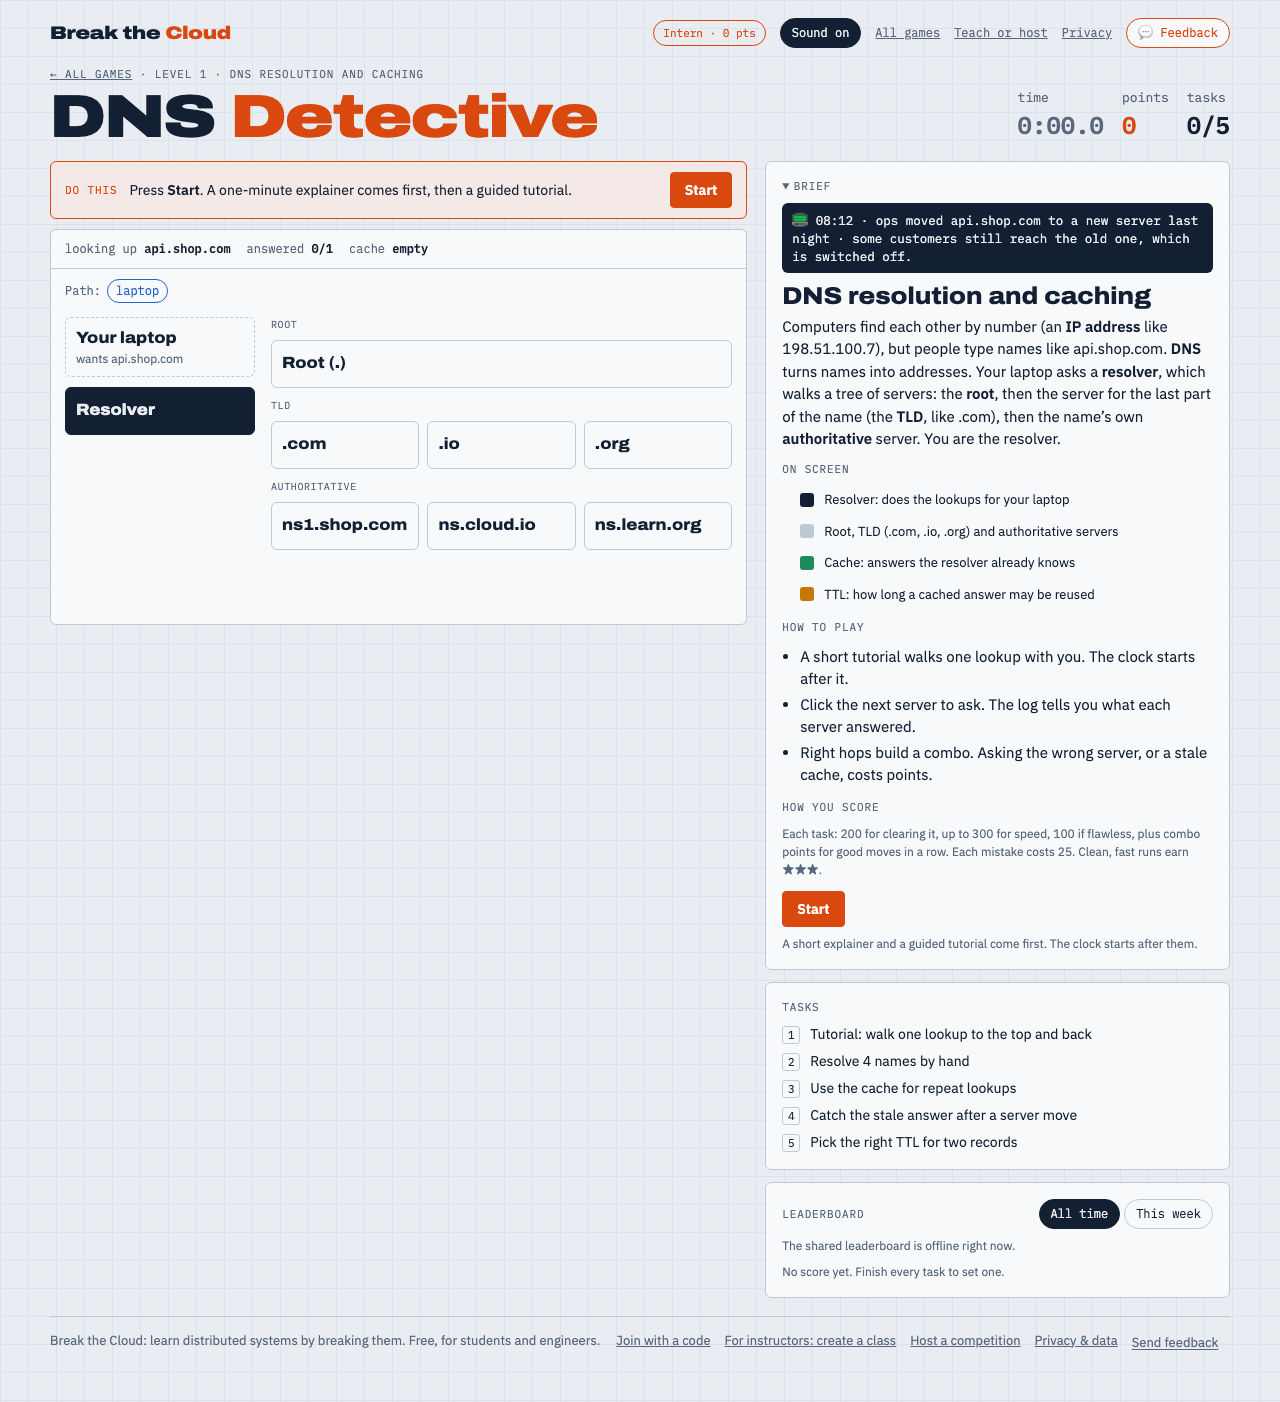 Break the Cloud
Intern · 0 pts
Sound on
All games
Teach or host
Privacy
💬 Feedback
← ALL GAMES · LEVEL 1 · DNS RESOLUTION AND CACHING
DNS Detective
time
0:00.0
points
0
tasks
0/5
DO THIS Press Start. A one-minute explainer comes first, then a guided tutorial.
Start
looking up api.shop.com answered 0/1 cache empty
Path: laptop
Your laptop
wants api.shop.com
Resolver
ROOT
Root (.)
TLD
.com
.io
.org
AUTHORITATIVE
ns1.shop.com
ns.cloud.io
ns.learn.org
▼ BRIEF
08:12 · ops moved api.shop.com to a new server last
night · some customers still reach the old one, which
is switched off.
DNS resolution and caching
Computers find each other by number (an IP address like
198.51.100.7), but people type names like api.shop.com. DNS
turns names into addresses. Your laptop asks a resolver, which
walks a tree of servers: the root, then the server for the last part
of the name (the TLD, like .com), then the name’s own
authoritative server. You are the resolver.
ON SCREEN
Resolver: does the lookups for your laptop
Root, TLD (.com, .io, .org) and authoritative servers
Cache: answers the resolver already knows
TTL: how long a cached answer may be reused
HOW TO PLAY
• A short tutorial walks one lookup with you. The clock starts
after it.
• Click the next server to ask. The log tells you what each
server answered.
• Right hops build a combo. Asking the wrong server, or a stale
cache, costs points.
HOW YOU SCORE
Each task: 200 for clearing it, up to 300 for speed, 100 if flawless, plus combo
points for good moves in a row. Each mistake costs 25. Clean, fast runs earn
★★★.
Start
A short explainer and a guided tutorial come first. The clock starts after them.
TASKS
1 Tutorial: walk one lookup to the top and back
2 Resolve 4 names by hand
3 Use the cache for repeat lookups
4 Catch the stale answer after a server move
5 Pick the right TTL for two records
LEADERBOARD
All time
This week
The shared leaderboard is offline right now.
No score yet. Finish every task to set one.
Break the Cloud: learn distributed systems by breaking them. Free, for students and engineers.
Join with a code
For instructors: create a class
Host a competition
Privacy & data
Send feedback